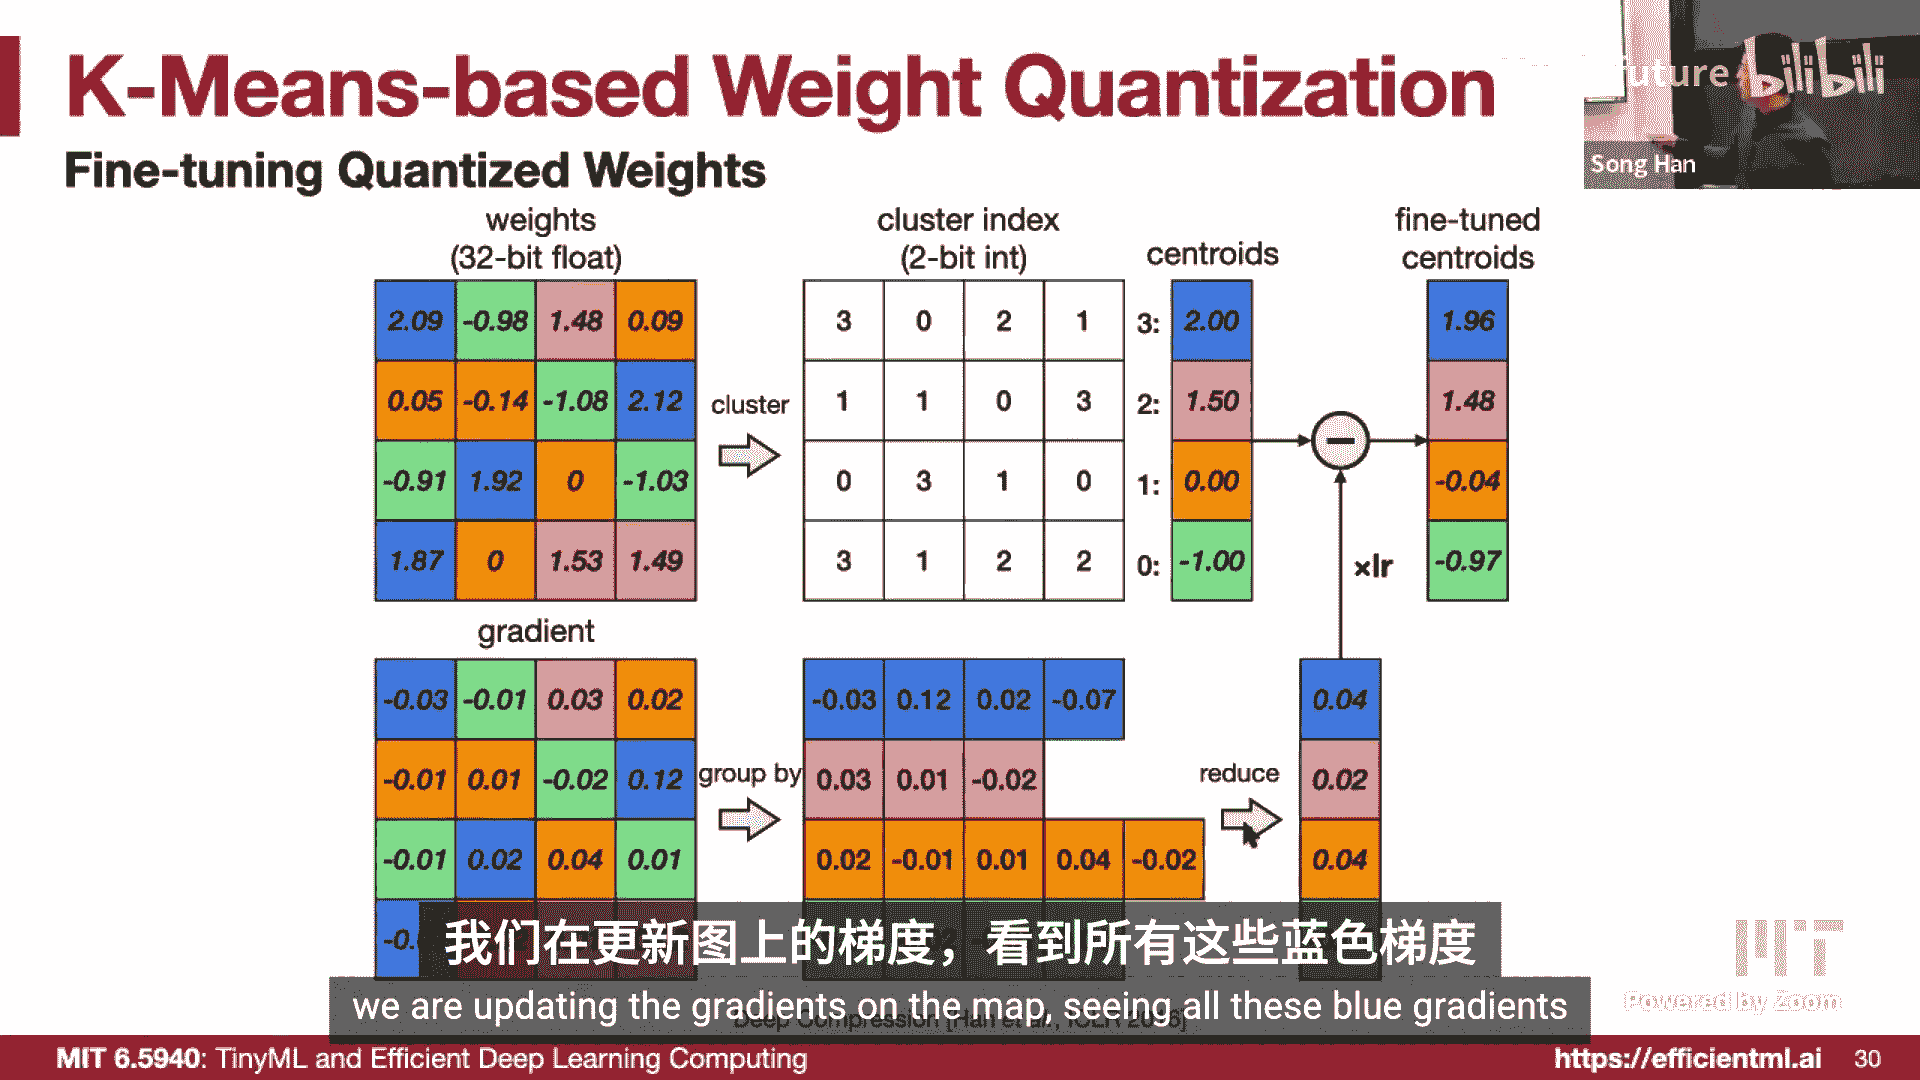 K-Means-based Weight Quantization
uture bilibili
Fine-tuning Quantized Weights
Song Han
weights
(32-bit float)
cluster index
(2-bit int)
centroids
fine-tuned
centroids
2.09 -0.98 1.48 0.09
3 0 2 1
3: 2.00
1.96
0.05 -0.14 -1.08 2.12
cluster
1 1 0 3
2: 1.50
1.48
-0.91 1.92 0 -1.03
0 3 1 0
1: 0.00
-0.04
1.87 0 1.53 1.49
3 1 2 2
0: -1.00
×lr
-0.97
gradient
-0.03 -0.01 0.03 0.02
-0.03 0.12 0.02 -0.07
0.04
-0.01 0.01 -0.02 0.12
group by
0.03 0.01 -0.02
reduce
0.02
-0.01 0.02 0.04 0.01
0.02 -0.01 0.01 0.04 -0.02
0.04
我们在更新图上的梯度，看到所有这些蓝色梯度
we are updating the gradients on the map, seeing all these blue gradients
Deep Compression [Han et al., ICLR 2016]
MIT
Powered by Zoom
MIT 6.5940: TinyML and Efficient Deep Learning Computing
https://efficientml.ai 30